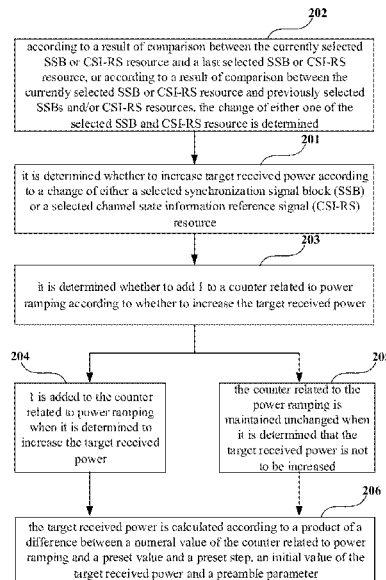 202
according to a result of comparison between the currently selected
SSB or CSI-RS resource and a last selected SSB or CSI-RS
resource, or according to a result of comparison between the
currently selected SSB or CSI-RS resource and previously selected
SSBs and/or CSI-RS resources, the change of either one of the
selected SSB and CSI-RS resource is determined
201
it is determined whether to increase target received power according
to a change of either a selected synchronization signal block (SSB)
or a selected channel state information reference signal (CSI-RS)
resource
203
it is determined whether to add 1 to a counter related to power
ramping according to whether to increase the target received power
204
1 is added to the counter
related to power ramping
when it is determined to
increase the target received
power
the counter related to the
power ramping is
maintained unchanged when
it is determined that the
target received power is not
to be increased
206
the target received power is calculated according to a product of a
difference between a numeral value of the counter related to power
ramping and a preset value and a preset step, an initial value of the
target received power and a preamble parameter